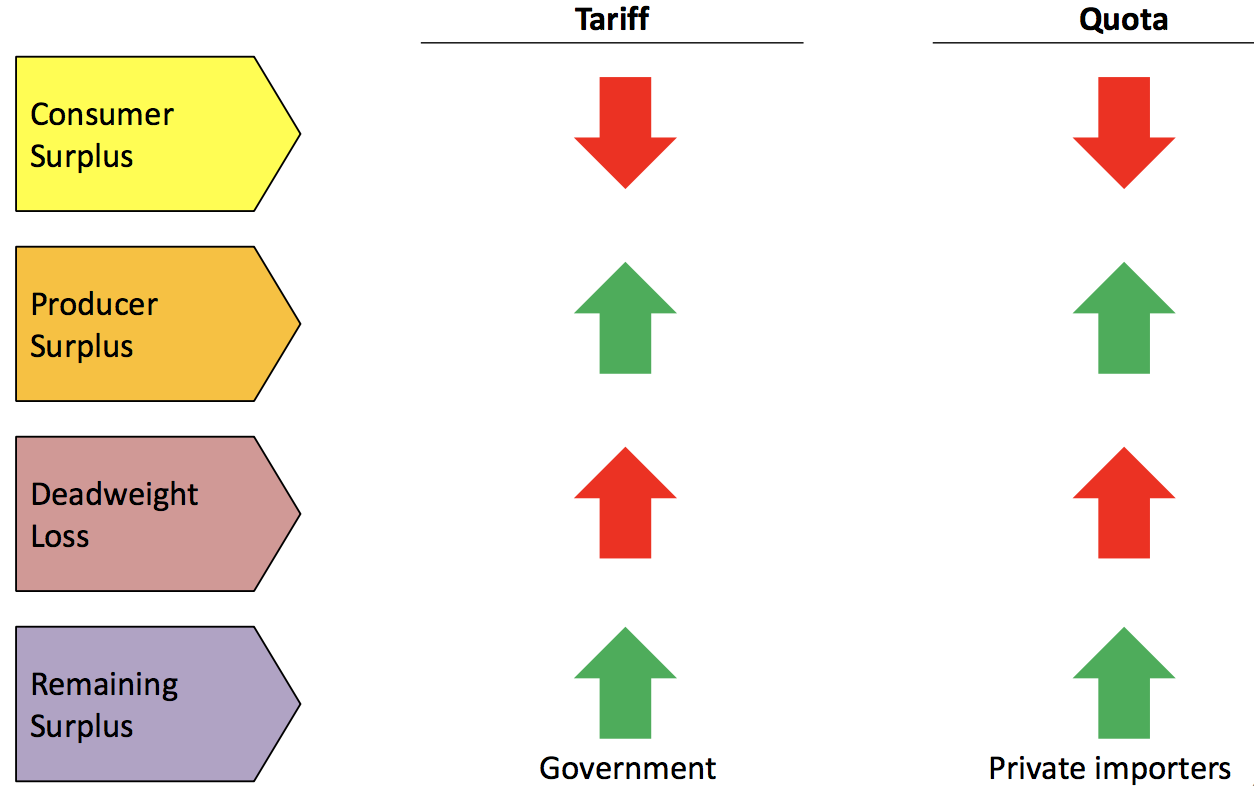 Tariff
Quota
Consumer
Surplus
Producer
Surplus
Deadweight
Loss
Remaining
Surplus
Government
Private importers